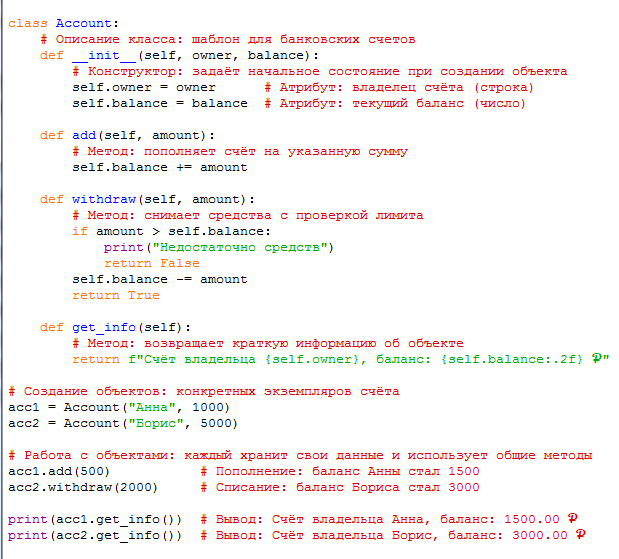 class Account:
    # Описание класса: шаблон для банковских счетов
    def __init__(self, owner, balance):
        # Конструктор: задаёт начальное состояние при создании объекта
        self.owner = owner      # Атрибут: владелец счёта (строка)
        self.balance = balance  # Атрибут: текущий баланс (число)

    def add(self, amount):
        # Метод: пополняет счёт на указанную сумму
        self.balance += amount

    def withdraw(self, amount):
        # Метод: снимает средства с проверкой лимита
        if amount > self.balance:
            print("Недостаточно средств")
            return False
        self.balance -= amount
        return True

    def get_info(self):
        # Метод: возвращает краткую информацию об объекте
        return f"Счёт владельца {self.owner}, баланс: {self.balance:.2f} ₽"

# Создание объектов: конкретных экземпляров счёта
acc1 = Account("Анна", 1000)
acc2 = Account("Борис", 5000)

# Работа с объектами: каждый хранит свои данные и использует общие методы
acc1.add(500)           # Пополнение: баланс Анны стал 1500
acc2.withdraw(2000)     # Списание: баланс Бориса стал 3000

print(acc1.get_info())  # Вывод: Счёт владельца Анна, баланс: 1500.00 ₽
print(acc2.get_info())  # Вывод: Счёт владельца Борис, баланс: 3000.00 ₽